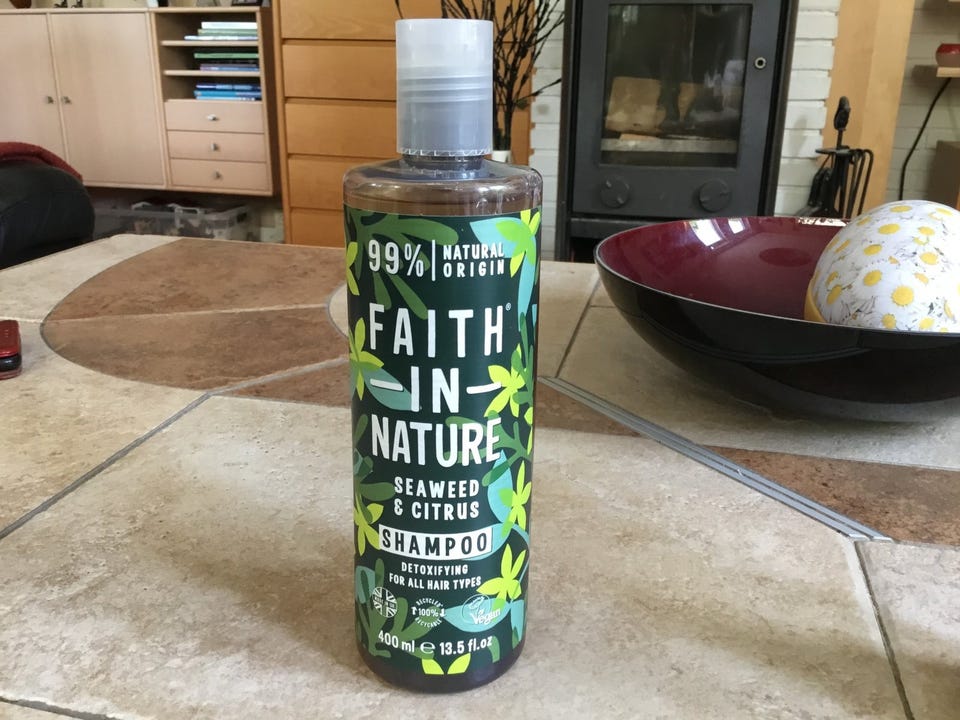 99% | NATURAL
ORIGIN
FAITH®
—IN—
NATURE
SEAWEED
& CITRUS
SHAMPOO
DETOXIFYING
FOR ALL HAIR TYPES
100%
RECYCLABLE
Vegan
400 ml ℮ 13.5 fl.oz